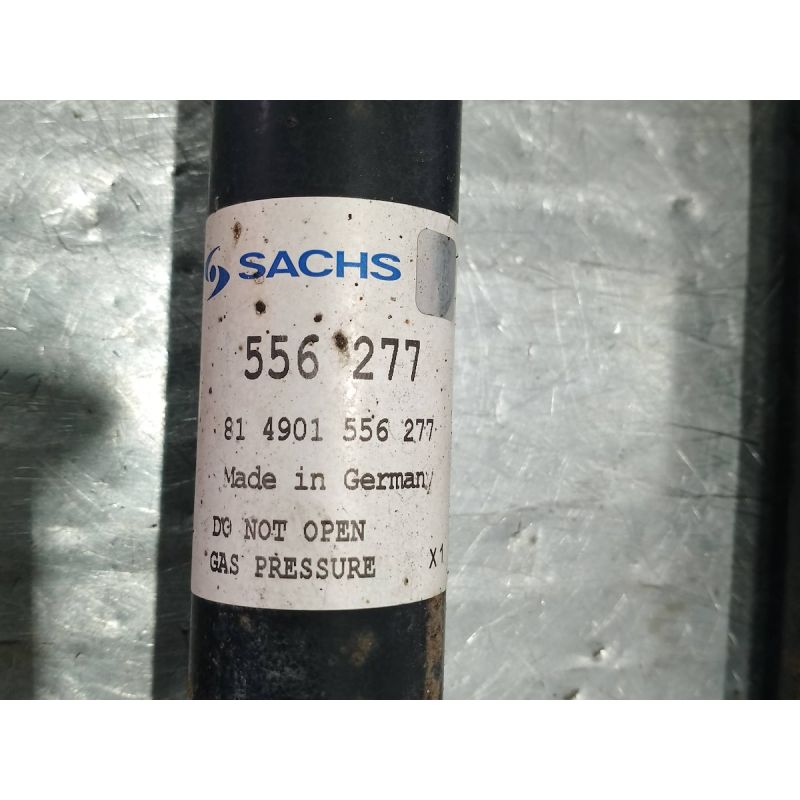 SACHS
556 277
81 4901 556 277
Made in Germany
DO NOT OPEN
GAS PRESSURE X1